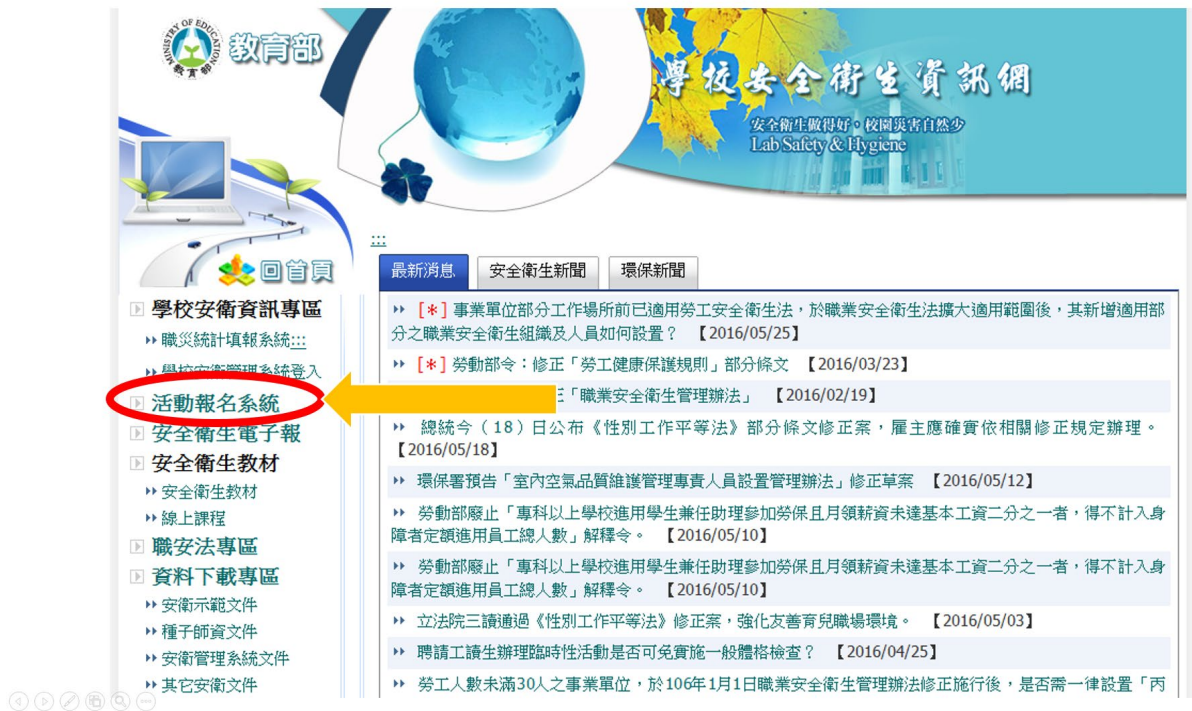 MINISTRY OF EDUCATION
教育部
教育部
學校安全衛生資訊網
安全衛生做得好，校園災害自然少
Lab Safety & Hygiene
回首頁
:::
最新消息
安全衛生新聞
環保新聞
學校安衛資訊專區
職災統計填報系統:::
學校安衛管理系統登入
活動報名系統
安全衛生電子報
安全衛生教材
安全衛生教材
線上課程
職安法專區
資料下載專區
安衛示範文件
種子師資文件
安衛管理系統文件
其它安衛文件
[*] 事業單位部分工作場所前已適用勞工安全衛生法，於職業安全衛生法擴大適用範圍後，其新增適用部
分之職業安全衛生組織及人員如何設置？ 【2016/05/25】
[*] 勞動部令：修正「勞工健康保護規則」部分條文 【2016/03/23】
「職業安全衛生管理辦法」 【2016/02/19】
總統今（18）日公布《性別工作平等法》部分條文修正案，雇主應確實依相關修正規定辦理。
【2016/05/18】
環保署預告「室內空氣品質維護管理專責人員設置管理辦法」修正草案 【2016/05/12】
勞動部廢止「專科以上學校進用學生兼任助理參加勞保且月領薪資未達基本工資二分之一者，得不計入身
障者定額進用員工總人數」解釋令。 【2016/05/10】
勞動部廢止「專科以上學校進用學生兼任助理參加勞保且月領薪資未達基本工資二分之一者，得不計入身
障者定額進用員工總人數」解釋令。 【2016/05/10】
立法院三讀通過《性別工作平等法》修正案，強化友善育兒職場環境。 【2016/05/03】
聘請工讀生辦理臨時性活動是否可免實施一般體格檢查？ 【2016/04/25】
勞工人數未滿30人之事業單位，於106年1月1日職業安全衛生管理辦法修正施行後，是否需一律設置「丙